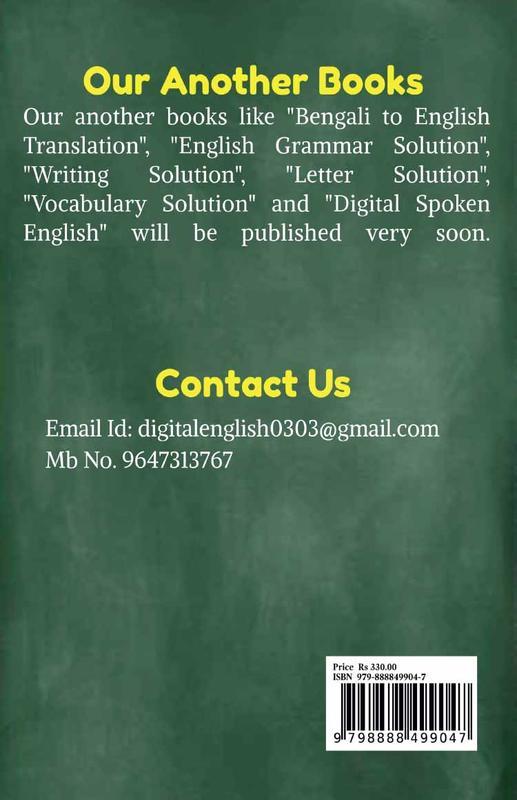 Our Another Books
Our another books like "Bengali to English
Translation", "English Grammar Solution",
"Writing Solution", "Letter Solution",
"Vocabulary Solution" and "Digital Spoken
English" will be published very soon.
Contact Us
Email Id: digitalenglish0303@gmail.com
Mb No. 9647313767
Price Rs 330.00
ISBN 979-888849904-7
9 798888 499047